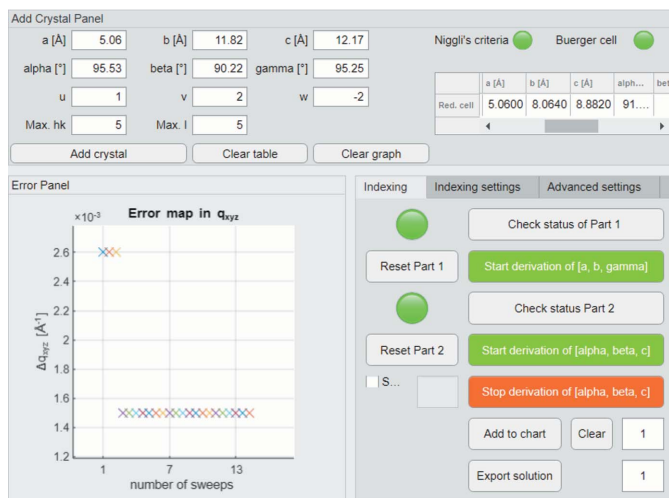 Add Crystal Panel
a [Å] 5.06 b [Å] 11.82 c [Å] 12.17 Niggli's criteria Buerger cell
alpha [°] 95.53 beta [°] 90.22 gamma [°] 95.25
u 1 v 2 w -2
a [Å] b [Å] c [Å] alph... bet
Red. cell 5.0600 8.0640 8.8820 91....
Max. hk 5 Max. l 5
Add crystal Clear table Clear graph
Error Panel
×10⁻³ Error map in qxyz
2.6
2.4
2.2
2
1.8
1.6
1.4
1.2
Δqxyz [Å⁻¹]
1 7 13
number of sweeps
Indexing Indexing settings Advanced settings
Check status of Part 1
Reset Part 1 Start derivation of [a, b, gamma]
Check status Part 2
Reset Part 2 Start derivation of [alpha, beta, c]
S... Stop derivation of [alpha, beta, c]
Add to chart Clear 1
Export solution 1